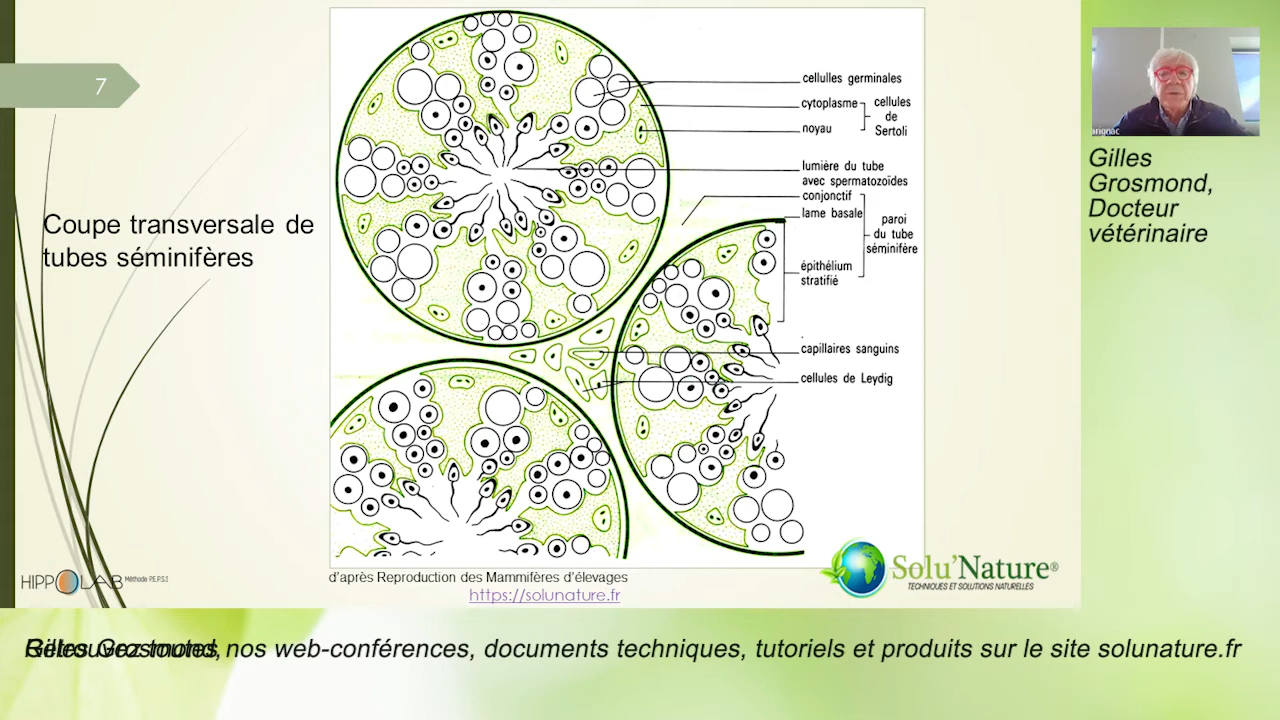 7
Coupe transversale de
tubes séminifères
cellulles germinales
cytoplasme
cellules
de
Sertoli
noyau
lumière du tube
avec spermatozoïdes
conjonctif
lame basale
paroi
du tube
séminifère
épithélium
stratifié
capillaires sanguins
cellules de Leydig
d'après Reproduction des Mammifères d'élevages
https://solunature.fr
HIPPOLAB Méthode P.E.P.S.S
Solu'Nature®
TECHNIQUES ET SOLUTIONS NATURELLES
arignac
Gilles
Grosmond,
Docteur
vétérinaire
Gilles Grosmond,
Retrouvez toutes nos web-conférences, documents techniques, tutoriels et produits sur le site solunature.fr